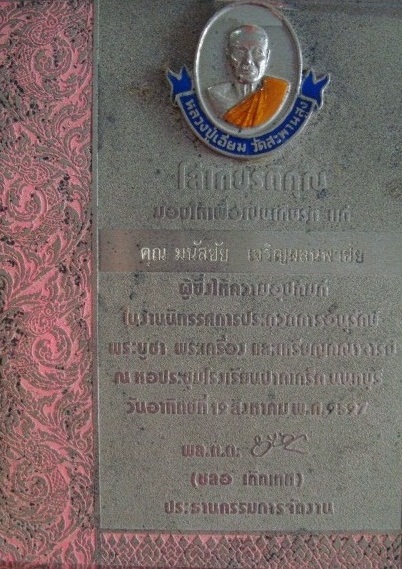 หลวงปู่เอี่ยม วัดสะพานสูง
โล่เกียรติคุณ
มอบให้เพื่อเป็นเกียรติ แก่
คุณ มนัสชัย
ผู้ซึ่งให้ความอุปถัมภ์
ในงานนิทรรศการประกวดการอนุรักษ์
พระบูชา พระเครื่อง และเหรียญคณาจารย์
ณ หอประชุมโรงเรียนปากเกร็ด นนทบุรี
วันอาทิตย์ที่ ๑๙ สิงหาคม พ.ศ.
พล.ต.ต.
(ชลอ เกิดเทศ)
ประธานกรรมการจัดงาน